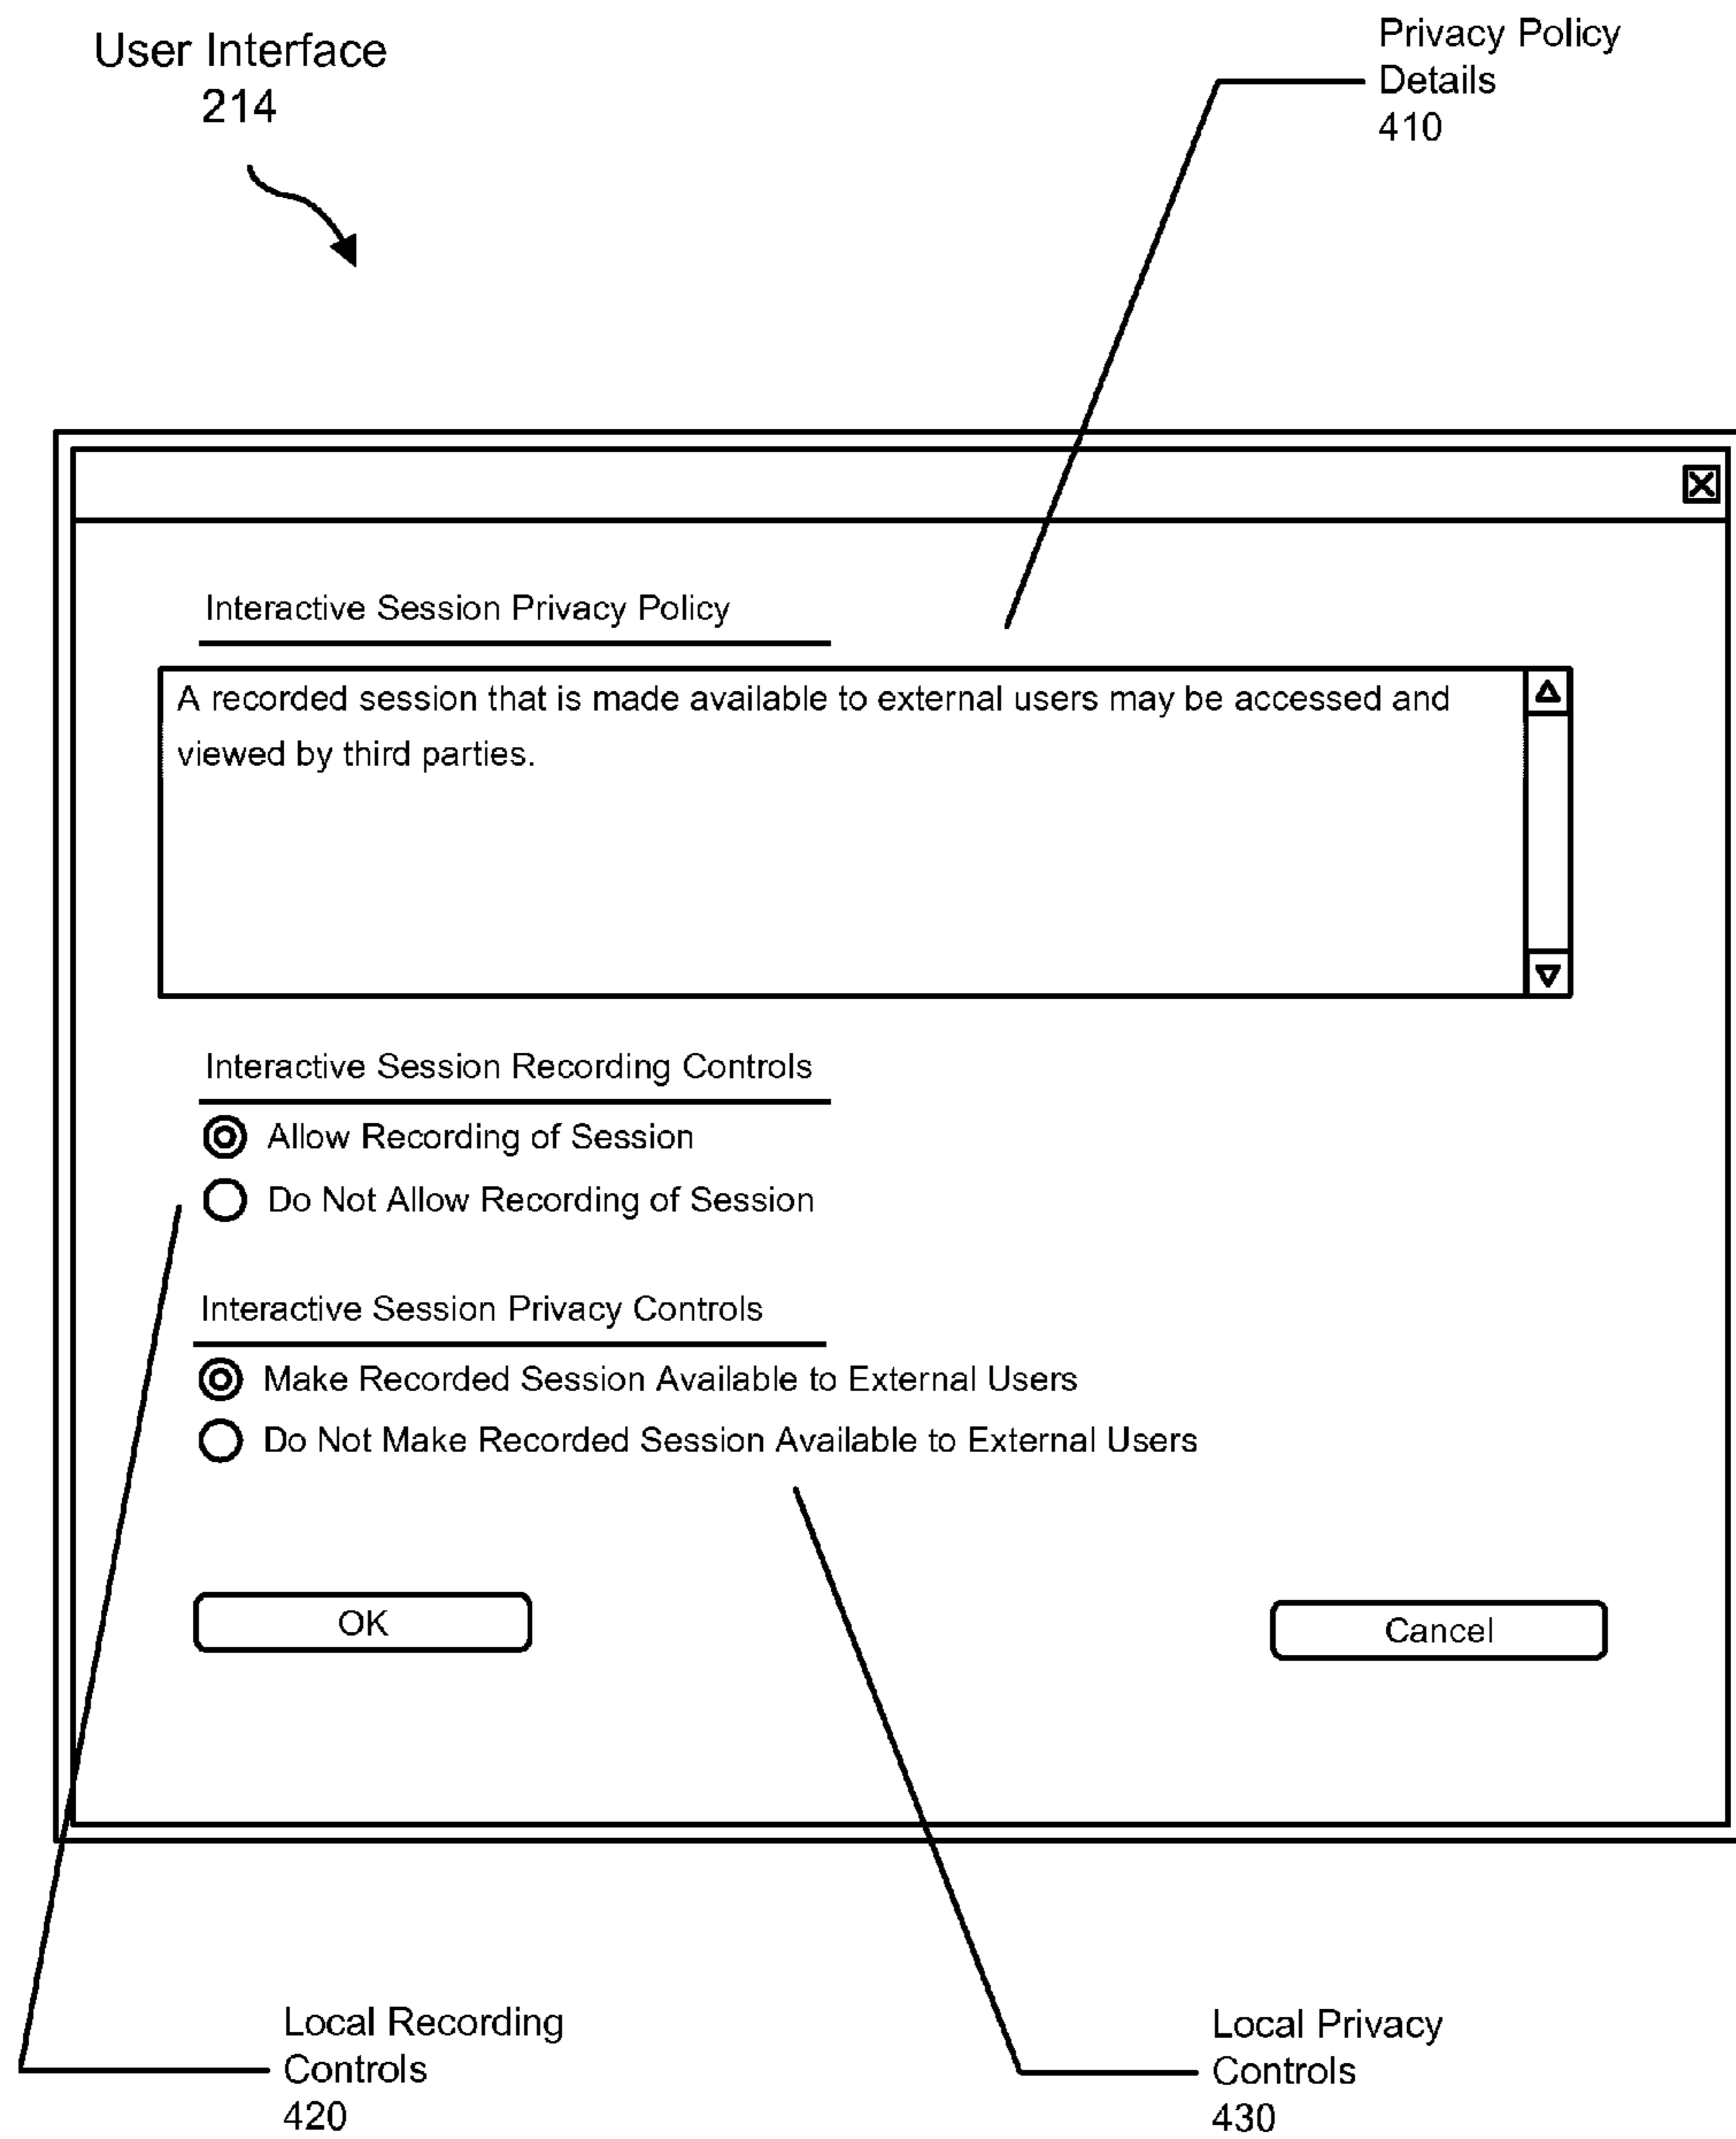 User Interface
214
Privacy Policy
Details
410
Interactive Session Privacy Policy
A recorded session that is made available to external users may be accessed and
viewed by third parties.
Interactive Session Recording Controls
Allow Recording of Session
Do Not Allow Recording of Session
Interactive Session Privacy Controls
Make Recorded Session Available to External Users
Do Not Make Recorded Session Available to External Users
OK
Cancel
Local Recording
Controls
420
Local Privacy
Controls
430